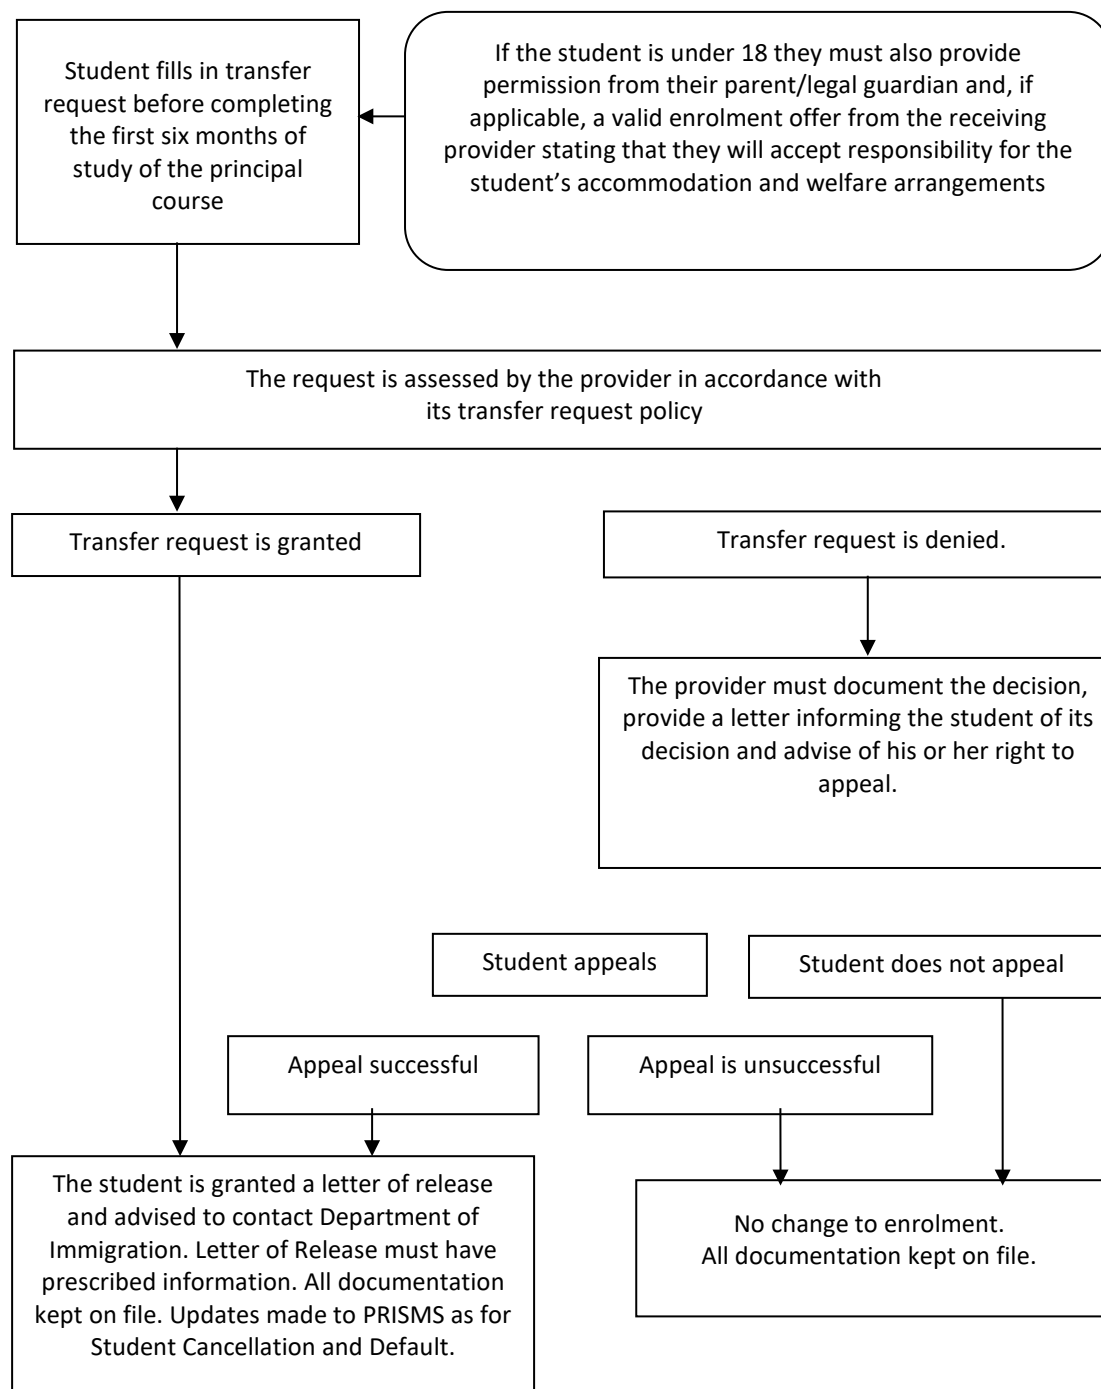 Student fills in transfer
request before completing
the first six months of
study of the principal
course
If the student is under 18 they must also provide
permission from their parent/legal guardian and, if
applicable, a valid enrolment offer from the receiving
provider stating that they will accept responsibility for the
student’s accommodation and welfare arrangements
The request is assessed by the provider in accordance with
its transfer request policy
Transfer request is granted
Transfer request is denied.
The provider must document the decision,
provide a letter informing the student of its
decision and advise of his or her right to
appeal.
Student appeals
Student does not appeal
Appeal successful
Appeal is unsuccessful
The student is granted a letter of release
and advised to contact Department of
Immigration. Letter of Release must have
prescribed information. All documentation
kept on file. Updates made to PRISMS as for
Student Cancellation and Default.
No change to enrolment.
All documentation kept on file.